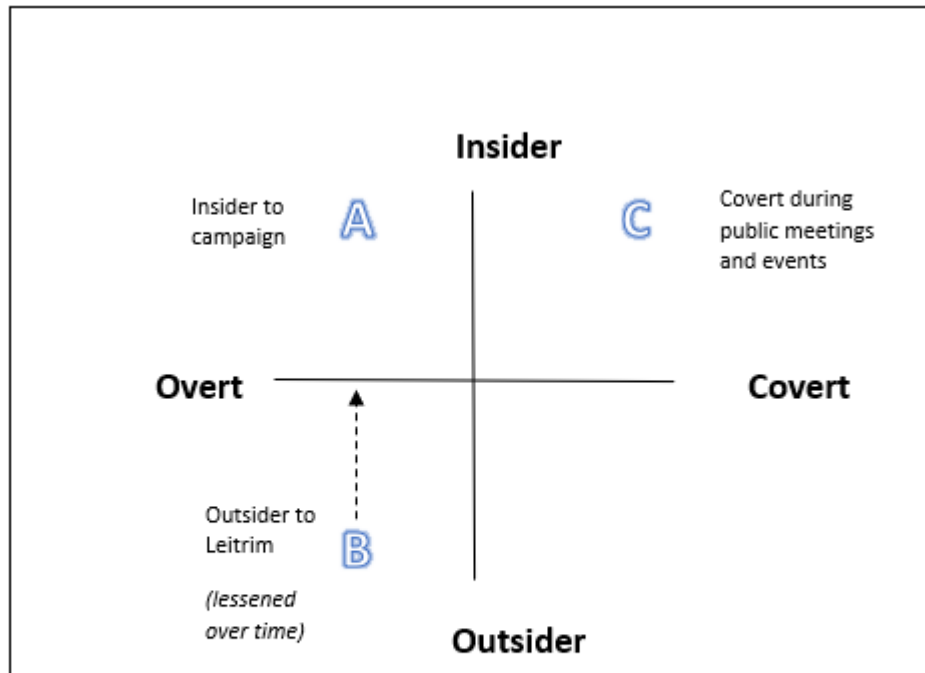 Insider
Insider to
campaign
A
C
Covert during
public meetings
and events
Overt
Covert
Outsider to
Leitrim
B
(lessened
over time)
Outsider